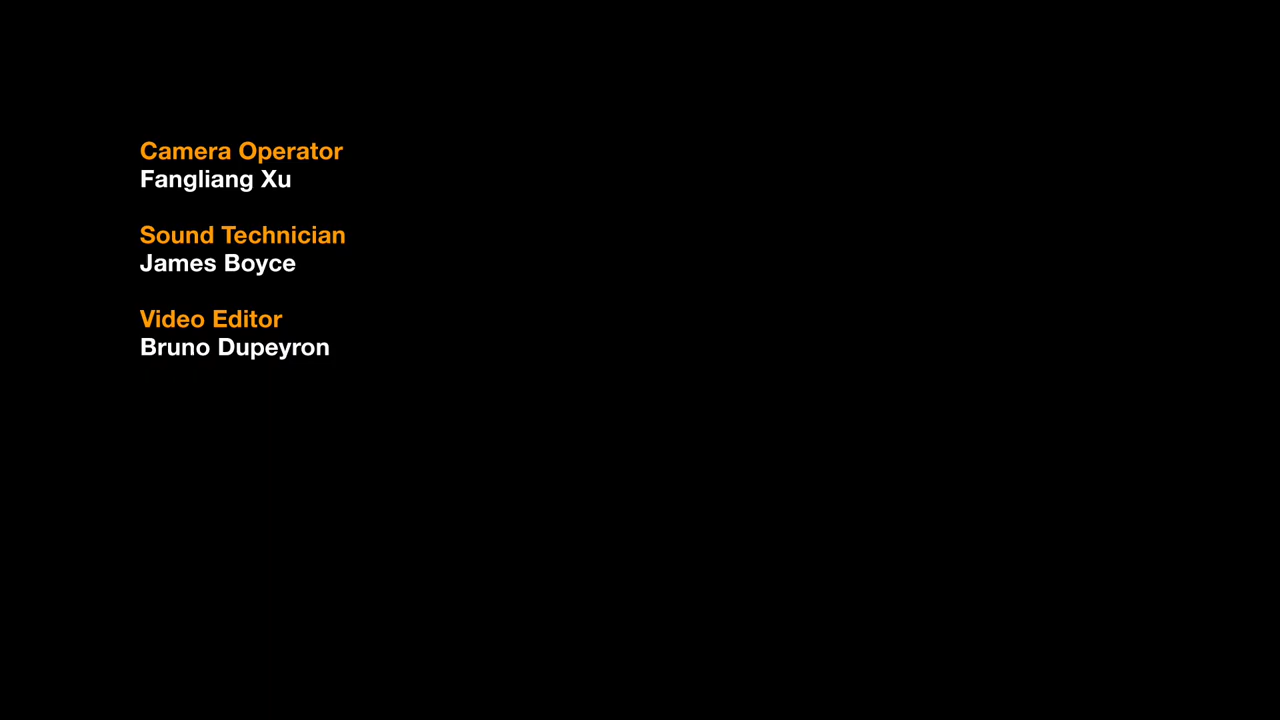 Camera Operator
Fangliang Xu
Sound Technician
James Boyce
Video Editor
Bruno Dupeyron